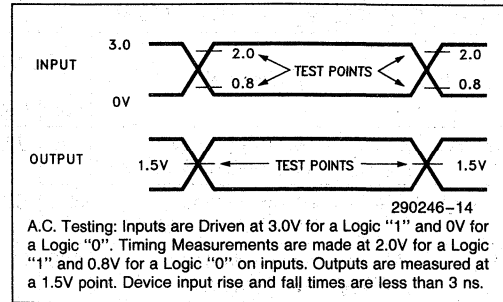 3.0
INPUT
2.0
TEST POINTS
2.0
0.8
0.8
0V
OUTPUT
1.5V
TEST POINTS
1.5V
290246-14
A.C. Testing: Inputs are Driven at 3.0V for a Logic "1" and 0V for
a Logic "0". Timing Measurements are made at 2.0V for a Logic
"1" and 0.8V for a Logic "0" on inputs. Outputs are measured at
a 1.5V point. Device input rise and fall times are less than 3 ns.